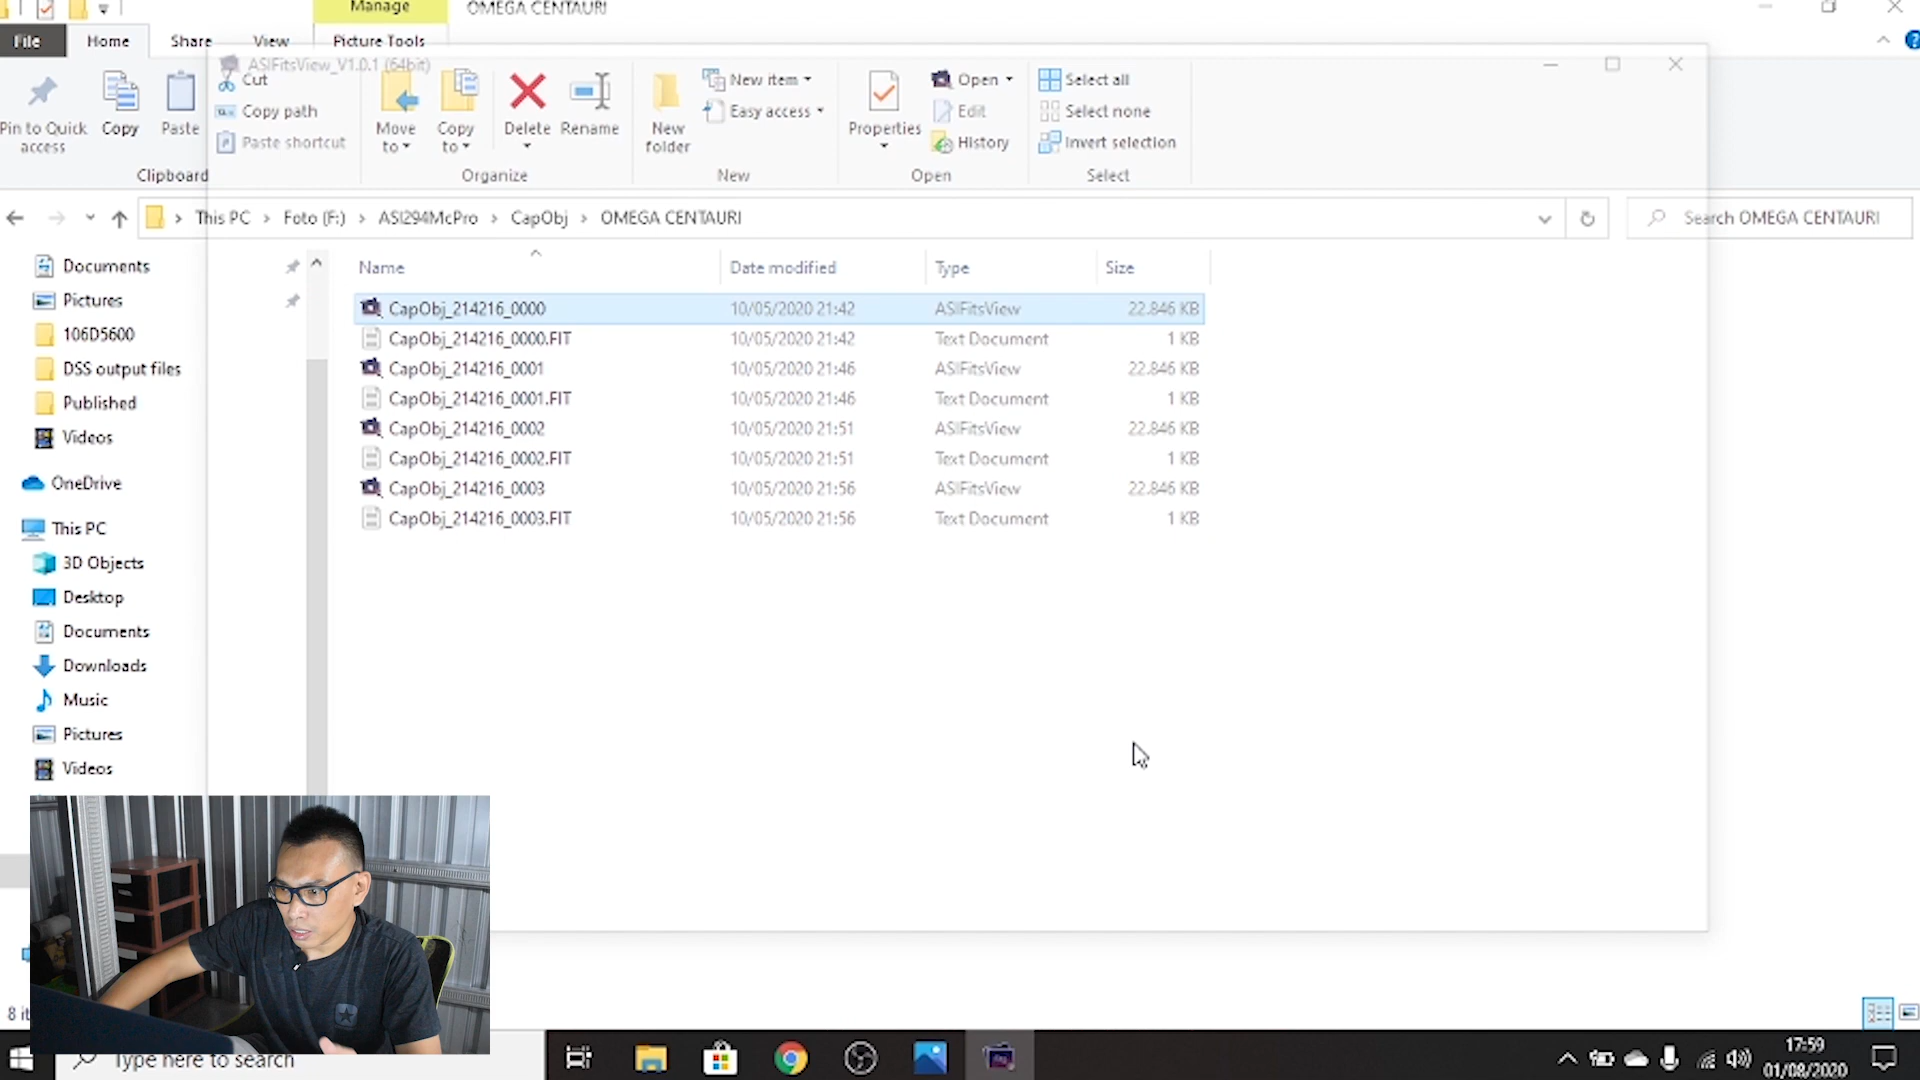 Manage
OMEGA CENTAURI
File
Home
Share
View
Picture Tools
ASIFitsView_V1.0.1 (64bit)
Pin to Quick access
Copy
Paste
Cut
Copy path
Paste shortcut
Clipboard
Move to
Copy to
Delete
Rename
Organize
New folder
New item
Easy access
New
Properties
Open
Edit
History
Open
Select all
Select none
Invert selection
Select
This PC > Foto (F:) > ASI294McPro > CapObj > OMEGA CENTAURI
Search OMEGA CENTAURI
Documents
Pictures
106D5600
DSS output files
Published
Videos
OneDrive
This PC
3D Objects
Desktop
Documents
Downloads
Music
Pictures
Videos
Name Date modified Type Size
CapObj_214216_0000 10/05/2020 21:42 ASIFitsView 22.846 KB
CapObj_214216_0000.FIT 10/05/2020 21:42 Text Document 1 KB
CapObj_214216_0001 10/05/2020 21:46 ASIFitsView 22.846 KB
CapObj_214216_0001.FIT 10/05/2020 21:46 Text Document 1 KB
CapObj_214216_0002 10/05/2020 21:51 ASIFitsView 22.846 KB
CapObj_214216_0002.FIT 10/05/2020 21:51 Text Document 1 KB
CapObj_214216_0003 10/05/2020 21:56 ASIFitsView 22.846 KB
CapObj_214216_0003.FIT 10/05/2020 21:56 Text Document 1 KB
8 it
Type here to search
17:59
01/08/2020